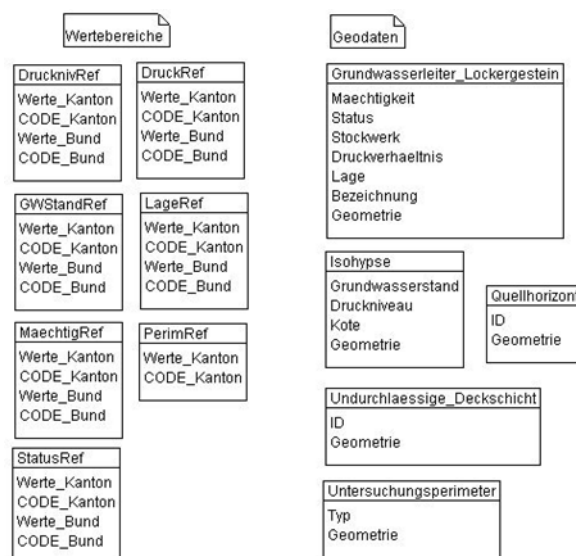 Wertebereiche
DrucknivRef
Werte_Kanton
CODE_Kanton
Werte_Bund
CODE_Bund
DruckRef
Werte_Kanton
CODE_Kanton
Werte_Bund
CODE_Bund
GWStandRef
Werte_Kanton
CODE_Kanton
Werte_Bund
CODE_Bund
LageRef
Werte_Kanton
CODE_Kanton
Werte_Bund
CODE_Bund
MaechtigRef
Werte_Kanton
CODE_Kanton
Werte_Bund
CODE_Bund
PerimRef
Werte_Kanton
CODE_Kanton
StatusRef
Werte_Kanton
CODE_Kanton
Werte_Bund
CODE_Bund
Geodaten
Grundwasserleiter_Lockergestein
Maechtigkeit
Status
Stockwerk
Druckverhaeltnis
Lage
Bezeichnung
Geometrie
Isohypse
Grundwasserstand
Druckniveau
Kote
Geometrie
Quellhorizont
ID
Geometrie
Undurchlaessige_Deckschicht
ID
Geometrie
Untersuchungsperimeter
Typ
Geometrie